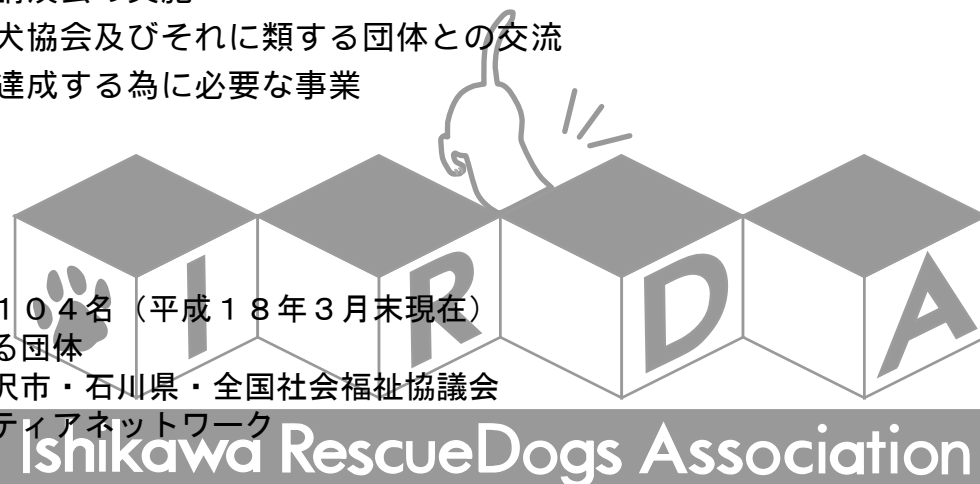 犬協会及びそれに類する団体との交流
達成する為に必要な事業
I R D A
１０４名（平成１８年３月末現在）
る団体
沢市・石川県・全国社会福祉協議会
ティアネットワーク
Ishikawa RescueDogs Association